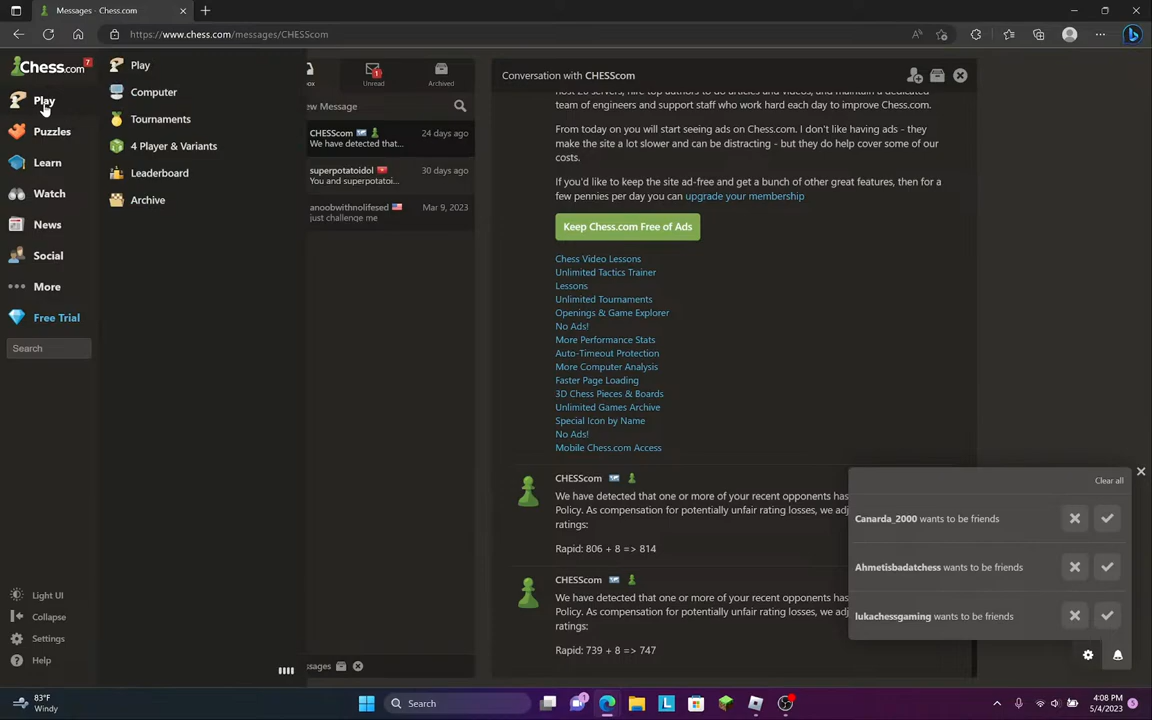 Messages - Chess.com
https://www.chess.com/messages/CHESScom
Chess.com
7
Play
Puzzles
Learn
Watch
News
Social
More
Free Trial
Search
Light UI
Collapse
Settings
Help
Play
Computer
Tournaments
4 Player & Variants
Leaderboard
Archive
1
Unread
Archived
ew Message
CHESScom
24 days ago
We have detected that...
superpotatoidol
30 days ago
You and superpotatoi...
anoobwithnolifesed
Mar 9, 2023
just challenge me
ssages
Conversation with CHESScom
team of engineers and support staff who work hard each day to improve Chess.com.
From today on you will start seeing ads on Chess.com. I don't like having ads - they
make the site a lot slower and can be distracting - but they do help cover some of our
costs.
If you'd like to keep the site ad-free and get a bunch of other great features, then for a
few pennies per day you can upgrade your membership
Keep Chess.com Free of Ads
Chess Video Lessons
Unlimited Tactics Trainer
Lessons
Unlimited Tournaments
Openings & Game Explorer
No Ads!
More Performance Stats
Auto-Timeout Protection
More Computer Analysis
Faster Page Loading
3D Chess Pieces & Boards
Unlimited Games Archive
Special Icon by Name
No Ads!
Mobile Chess.com Access
CHESScom
We have detected that one or more of your recent opponents has
Policy. As compensation for potentially unfair rating losses, we adj
ratings:
Rapid: 806 + 8 => 814
CHESScom
We have detected that one or more of your recent opponents has
Policy. As compensation for potentially unfair rating losses, we adj
ratings:
Rapid: 739 + 8 => 747
Clear all
Canarda_2000 wants to be friends
Ahmetisbadatchess wants to be friends
lukachessgaming wants to be friends
83°F
Windy
Search
1
4:08 PM
5/4/2023
5